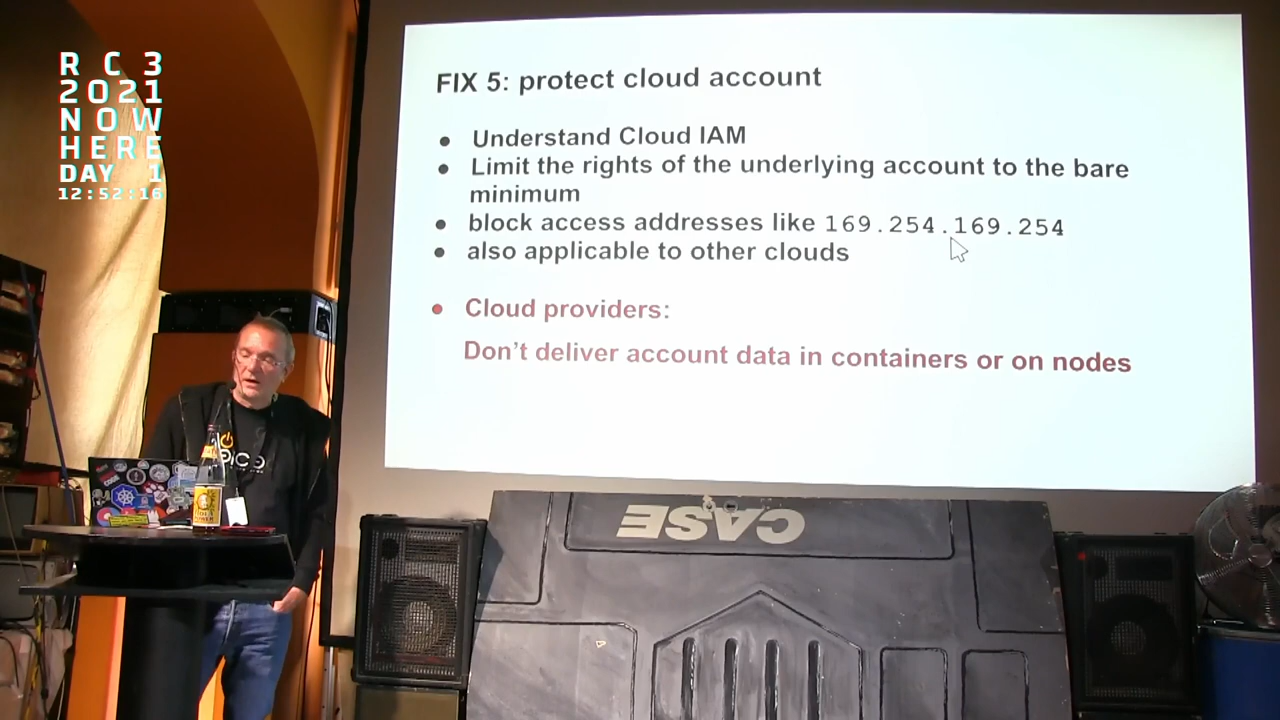 R C 3
2021
NOW
HERE
DAY 1
12:52:16
FIX 5: protect cloud account
● Understand Cloud IAM
● Limit the rights of the underlying account to the bare
minimum
● block access addresses like 169.254.169.254
● also applicable to other clouds
● Cloud providers:
Don't deliver account data in containers or on nodes
CASE